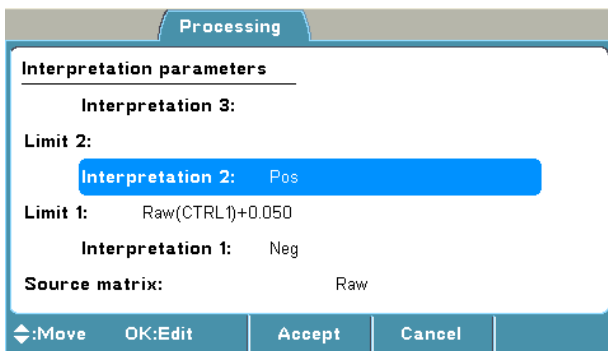 Processing
Interpretation parameters
Interpretation 3:
Limit 2:
Interpretation 2: Pos
Limit 1: Raw(CTRL1)+0.050
Interpretation 1: Neg
Source matrix: Raw
:Move OK:Edit Accept Cancel